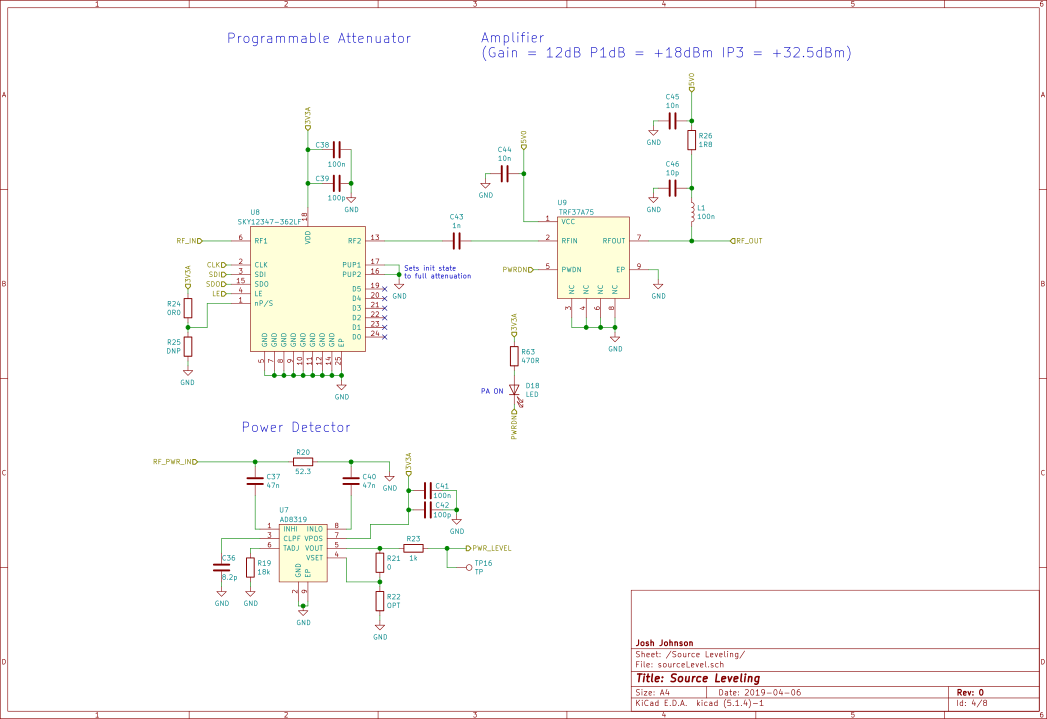 1 2 3 4 5 6
A
B
C
D
Programmable Attenuator
Amplifier
(Gain = 12dB P1dB = +18dBm IP3 = +32.5dBm)
3V3A
C38
100n
C39
100p
GND
U8
SKY12347-362LF
18
VDD
RF_IN
6 RF1
RF2 13
CLK 2 CLK
SDI 3 SDI
SDO 15 SDO
LE 4 LE
1 nP/S
PUP1 17
PUP2 16
D5 19
D4 20
D3 21
D2 22
D1 23
D0 24
GND GND GND GND GND GND GND GND EP
5 7 8 9 10 11 12 14 25
GND
Sets init state
to full attenuation
GND
3V3A
R24
0R0
R25
DNP
GND
C43
1n
5V0
C44
10n
GND
U9
TRF37A75
1 VCC
2 RFIN
RFOUT 7
PWRDN 5 PWDN
EP 9
NC NC NC NC
3 4 6 8
GND
GND
5V0
C45
10n
GND
R26
1R8
C46
10p
GND
L1
100n
RF_OUT
3V3A
R63
470R
PA ON
D18
LED
PWRDN
Power Detector
RF_PWR_IN
R20
52.3
GND
C37
47n
C40
47n
3V3A
C41
100n
C42
100p
GND
U7
AD8319
1 INHI INLO 8
3 CLPF VPOS 7
6 TADJ VOUT 5
VSET 4
GND EP
2 9
GND
C36
8.2p
GND
R19
18k
GND
R23
1k
PWR_LEVEL
TP16
TP
R21
0
R22
OPT
GND
Josh Johnson
Sheet: /Source Leveling/
File: sourceLevel.sch
Title: Source Leveling
Size: A4 Date: 2019-04-06 Rev: 0
KiCad E.D.A. kicad (5.1.4)-1 Id: 4/8
A
B
C
D
1 2 3 4 5 6